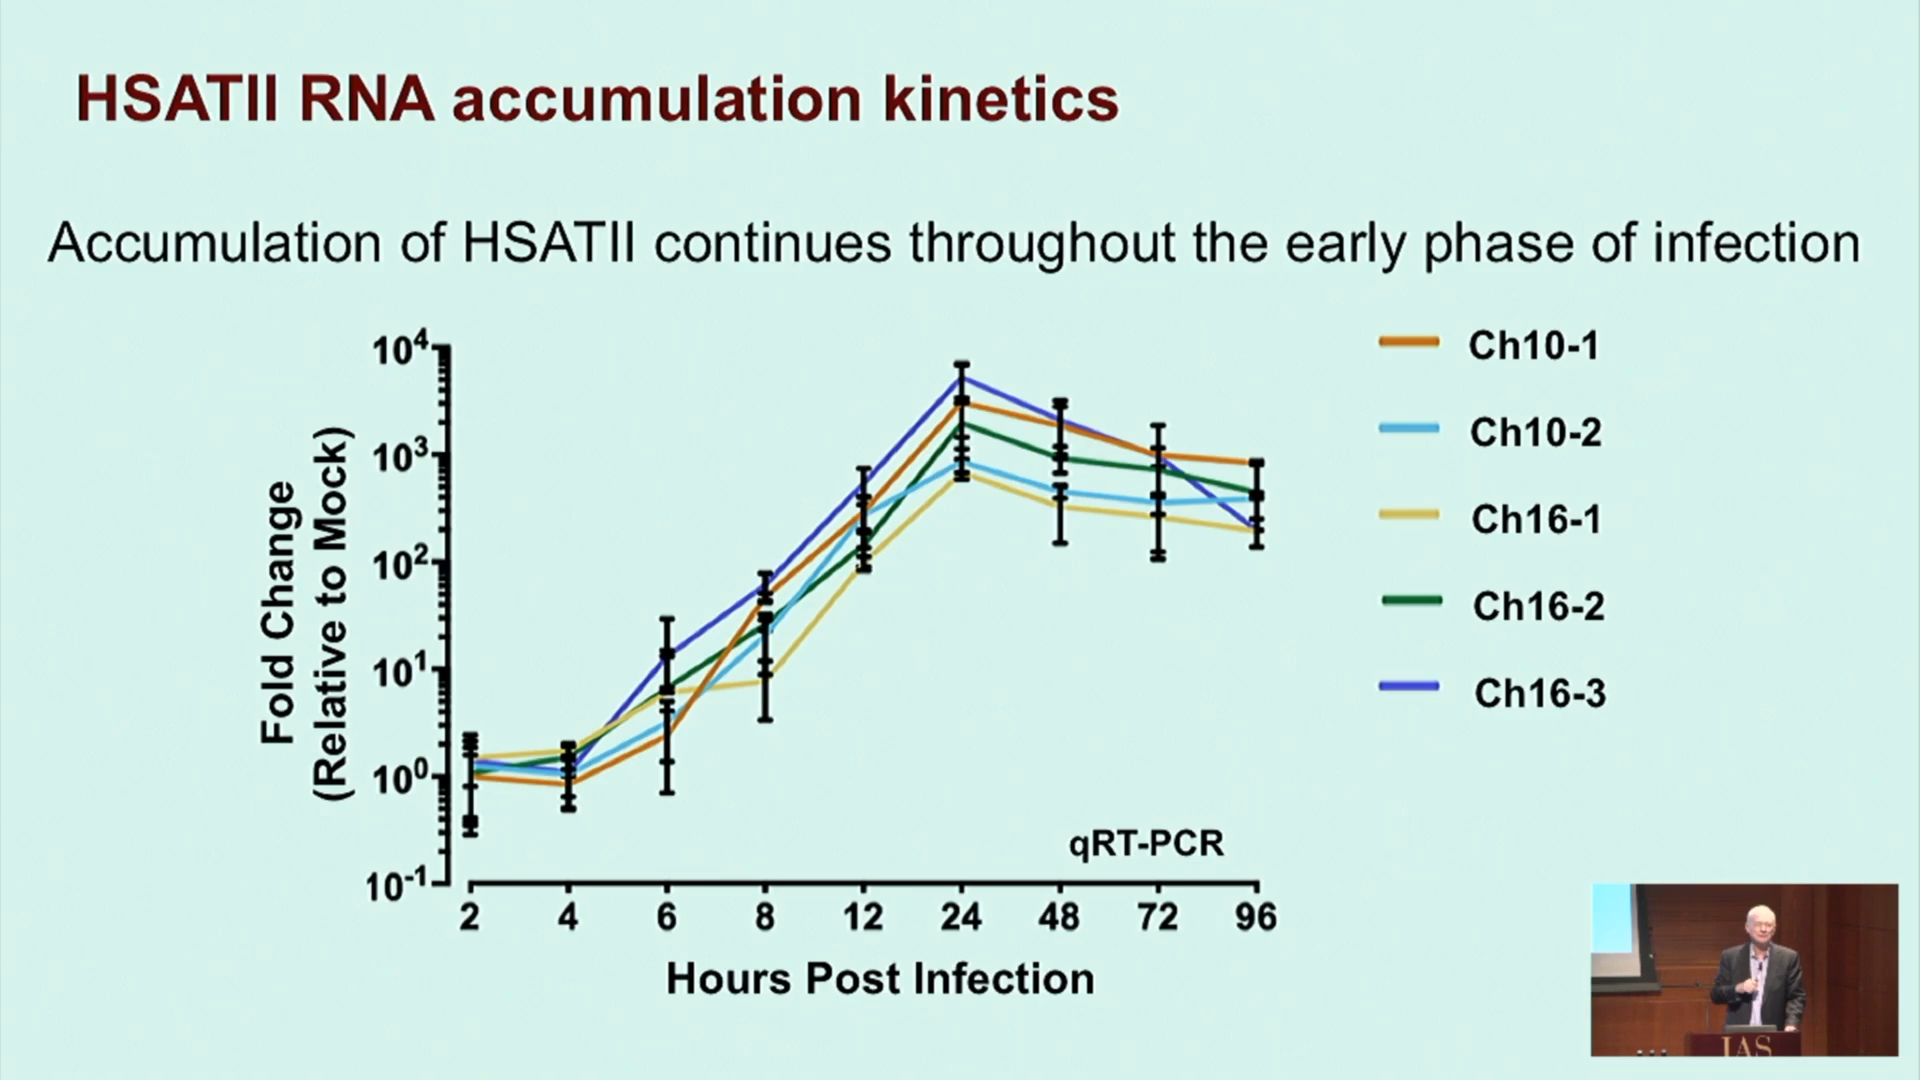 HSATII RNA accumulation kinetics
Accumulation of HSATII continues throughout the early phase of infection
Fold Change
(Relative to Mock)
10⁴
10³
10²
10¹
10⁰
10⁻¹
2 4 6 8 12 24 48 72 96
Hours Post Infection
qRT-PCR
Ch10-1
Ch10-2
Ch16-1
Ch16-2
Ch16-3
IAS